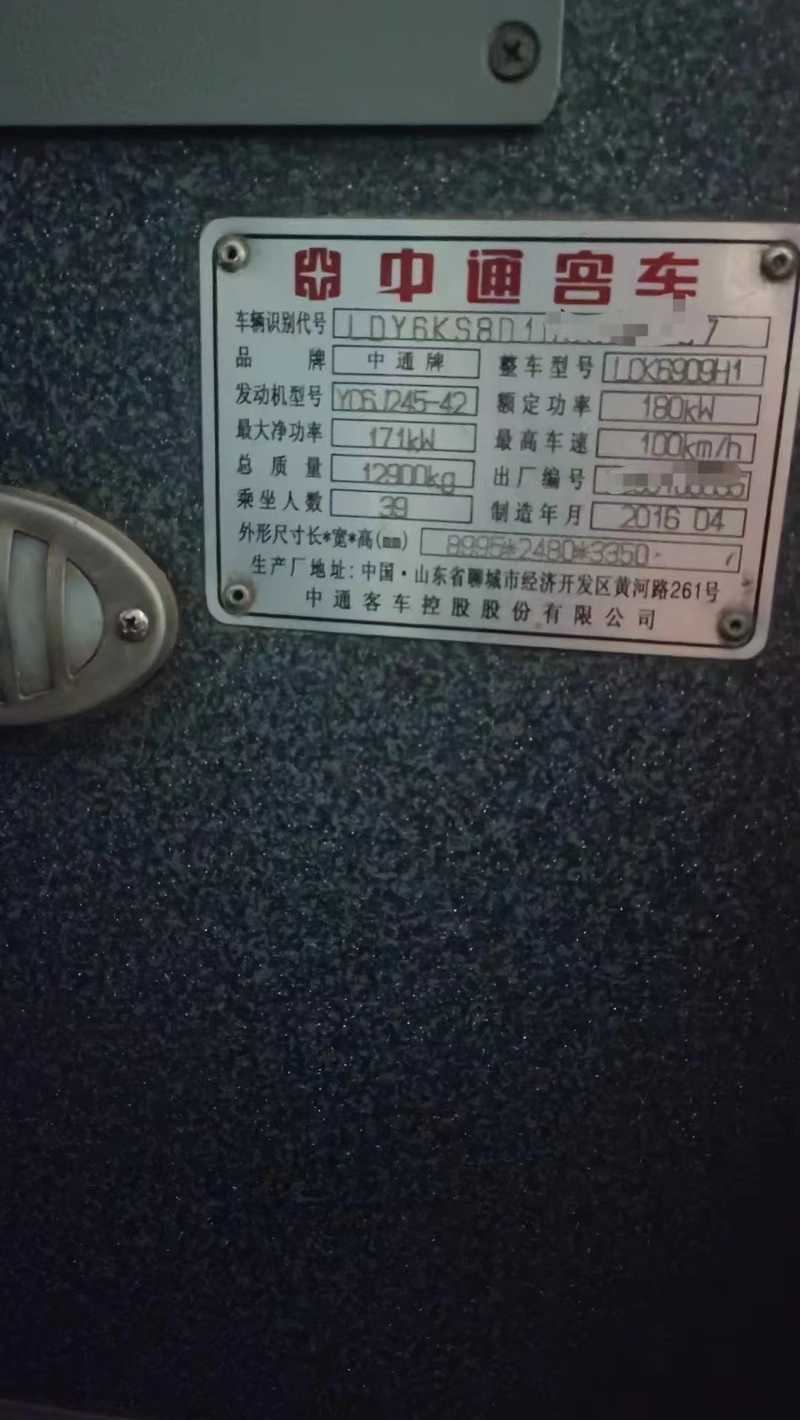 中通客车
车辆识别代号 LDY6KS8D1 7
品牌 中通牌 整车型号 LCK6909H1
发动机型号 YC6J245-42 额定功率 180kW
最大净功率 171kW 最高车速 100km/h
总质量 12900kg 出厂编号
乘坐人数 39 制造年月 2016 04
外形尺寸长*宽*高(mm) 8995*2480*3350
生产厂地址:中国·山东省聊城市经济开发区黄河路261号
中通客车控股股份有限公司